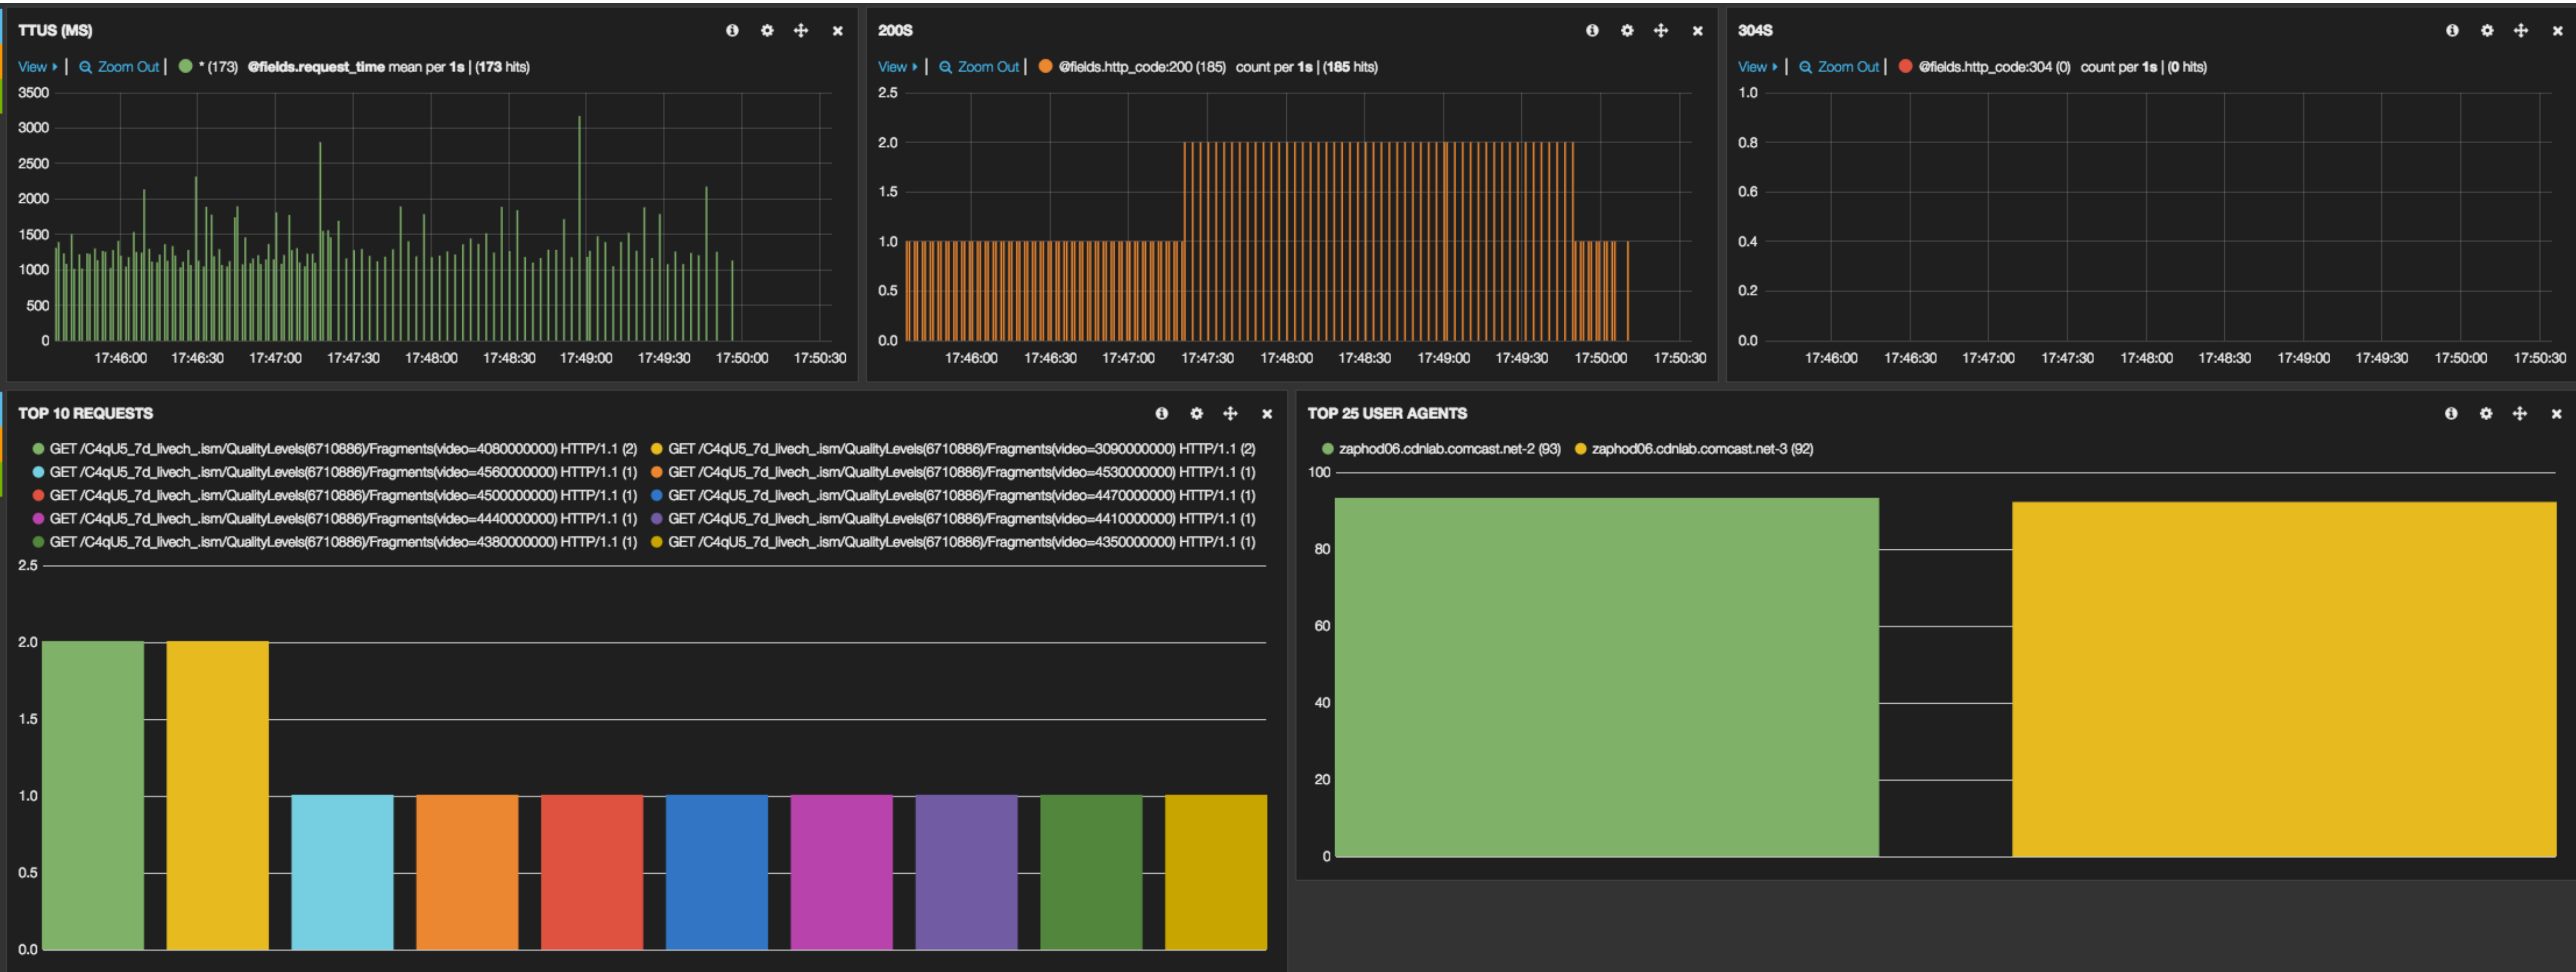 TTUS (MS)
View | Zoom Out | * (173) @fields.request_time mean per 1s | (173 hits)
3500
3000
2500
2000
1500
1000
500
0
17:46:00 17:46:30 17:47:00 17:47:30 17:48:00 17:48:30 17:49:00 17:49:30 17:50:00 17:50:30
200S
View | Zoom Out | @fields.http_code:200 (185) count per 1s | (185 hits)
2.5
2.0
1.5
1.0
0.5
0.0
17:46:00 17:46:30 17:47:00 17:47:30 17:48:00 17:48:30 17:49:00 17:49:30 17:50:00 17:50:30
304S
View | Zoom Out | @fields.http_code:304 (0) count per 1s | (0 hits)
1.0
0.8
0.6
0.4
0.2
0.0
17:46:00 17:46:30 17:47:00 17:47:30 17:48:00 17:48:30 17:49:00 17:49:30 17:50:00 17:50:30
TOP 10 REQUESTS
GET /C4qU5_7d_livech_.ism/QualityLevels(6710886)/Fragments(video=4080000000) HTTP/1.1 (2) GET /C4qU5_7d_livech_.ism/QualityLevels(6710886)/Fragments(video=3090000000) HTTP/1.1 (2)
GET /C4qU5_7d_livech_.ism/QualityLevels(6710886)/Fragments(video=4560000000) HTTP/1.1 (1) GET /C4qU5_7d_livech_.ism/QualityLevels(6710886)/Fragments(video=4530000000) HTTP/1.1 (1)
GET /C4qU5_7d_livech_.ism/QualityLevels(6710886)/Fragments(video=4500000000) HTTP/1.1 (1) GET /C4qU5_7d_livech_.ism/QualityLevels(6710886)/Fragments(video=4470000000) HTTP/1.1 (1)
GET /C4qU5_7d_livech_.ism/QualityLevels(6710886)/Fragments(video=4440000000) HTTP/1.1 (1) GET /C4qU5_7d_livech_.ism/QualityLevels(6710886)/Fragments(video=4410000000) HTTP/1.1 (1)
GET /C4qU5_7d_livech_.ism/QualityLevels(6710886)/Fragments(video=4380000000) HTTP/1.1 (1) GET /C4qU5_7d_livech_.ism/QualityLevels(6710886)/Fragments(video=4350000000) HTTP/1.1 (1)
2.5
2.0
1.5
1.0
0.5
0.0
TOP 25 USER AGENTS
zaphod06.cdnlab.comcast.net-2 (93) zaphod06.cdnlab.comcast.net-3 (92)
100
80
60
40
20
0